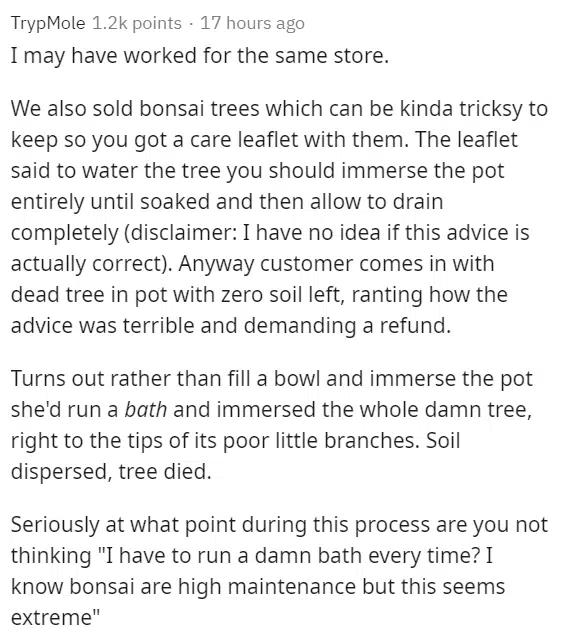 TrypMole 1.2k points · 17 hours ago
I may have worked for the same store.
We also sold bonsai trees which can be kinda tricksy to
keep so you got a care leaflet with them. The leaflet
said to water the tree you should immerse the pot
entirely until soaked and then allow to drain
completely (disclaimer: I have no idea if this advice is
actually correct). Anyway customer comes in with
dead tree in pot with zero soil left, ranting how the
advice was terrible and demanding a refund.
Turns out rather than fill a bowl and immerse the pot
she'd run a bath and immersed the whole damn tree,
right to the tips of its poor little branches. Soil
dispersed, tree died.
Seriously at what point during this process are you not
thinking "I have to run a damn bath every time? I
know bonsai are high maintenance but this seems
extreme"